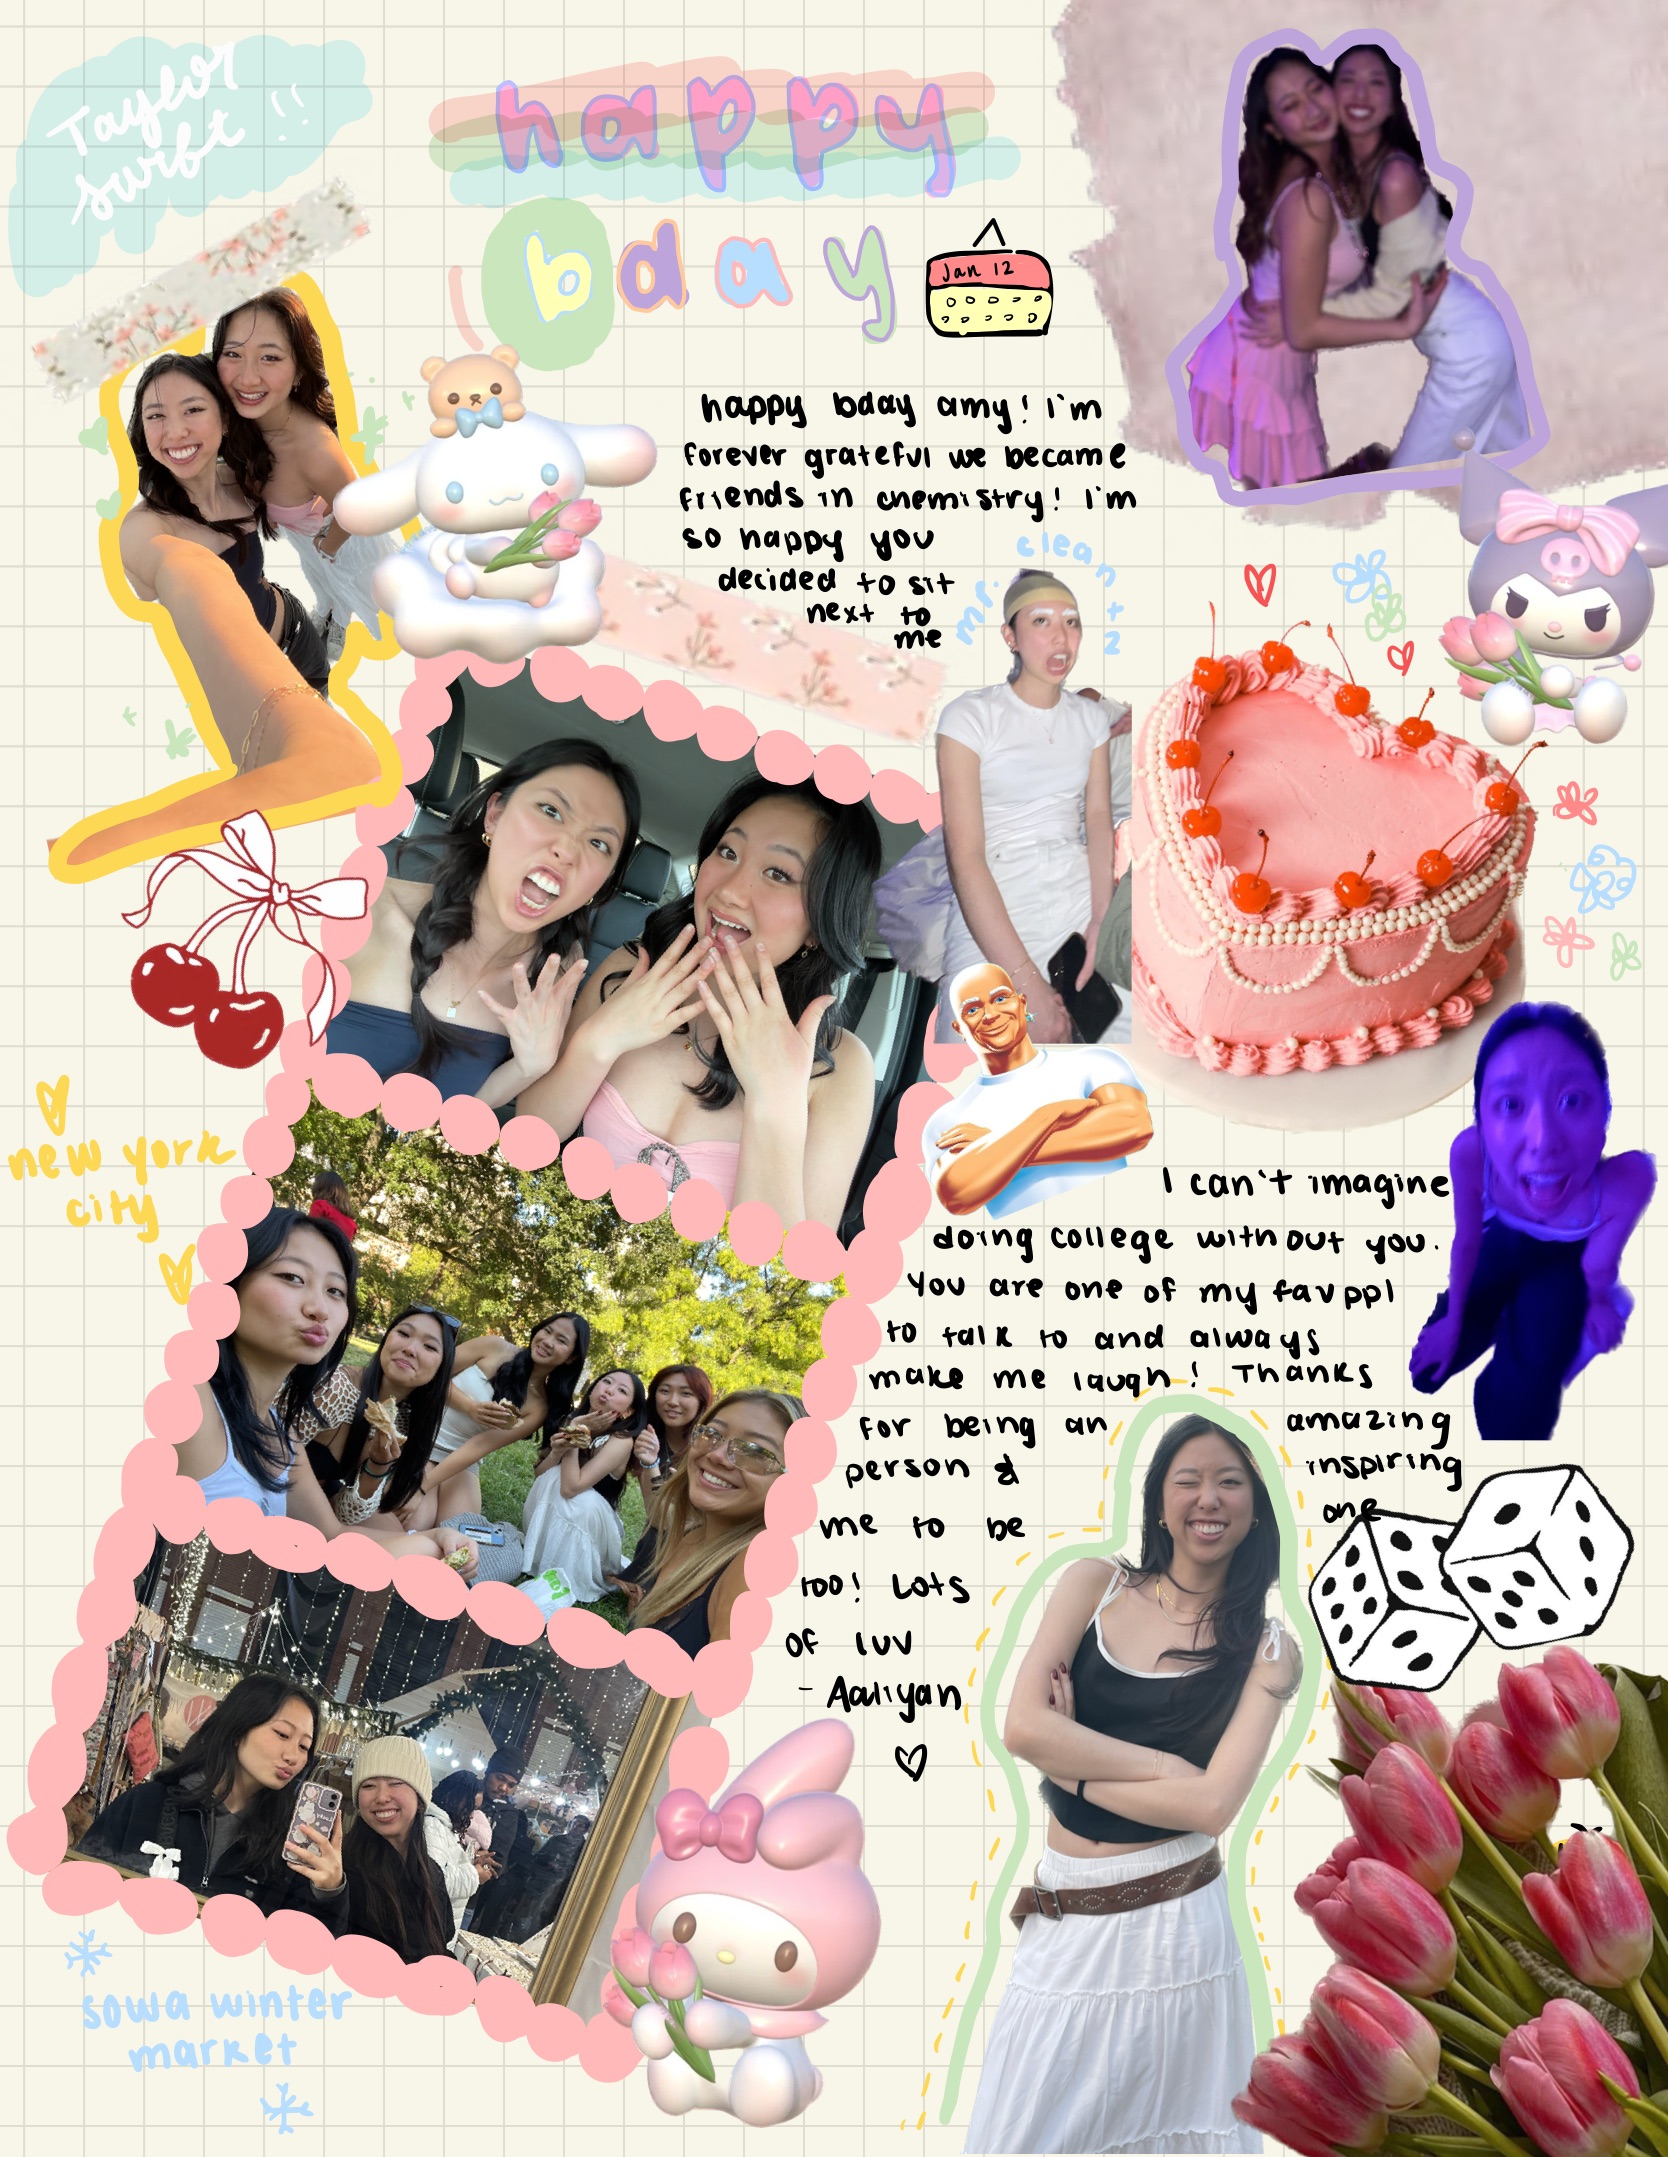 Taylor
swift !!
happy
bday
Jan 12
happy bday amy! i'm
forever grateful we became
friends in chemistry! I'm
so happy you
decided to sit
next to
me
mr. clean + 2
new york
city
I can't imagine
doing college without you.
You are one of my fav ppl
to talk to and always
make me laugh! Thanks
for being an amazing
person & inspiring
me to be one
too! Lots
of luv
- Aaliyah
sowa winter
market